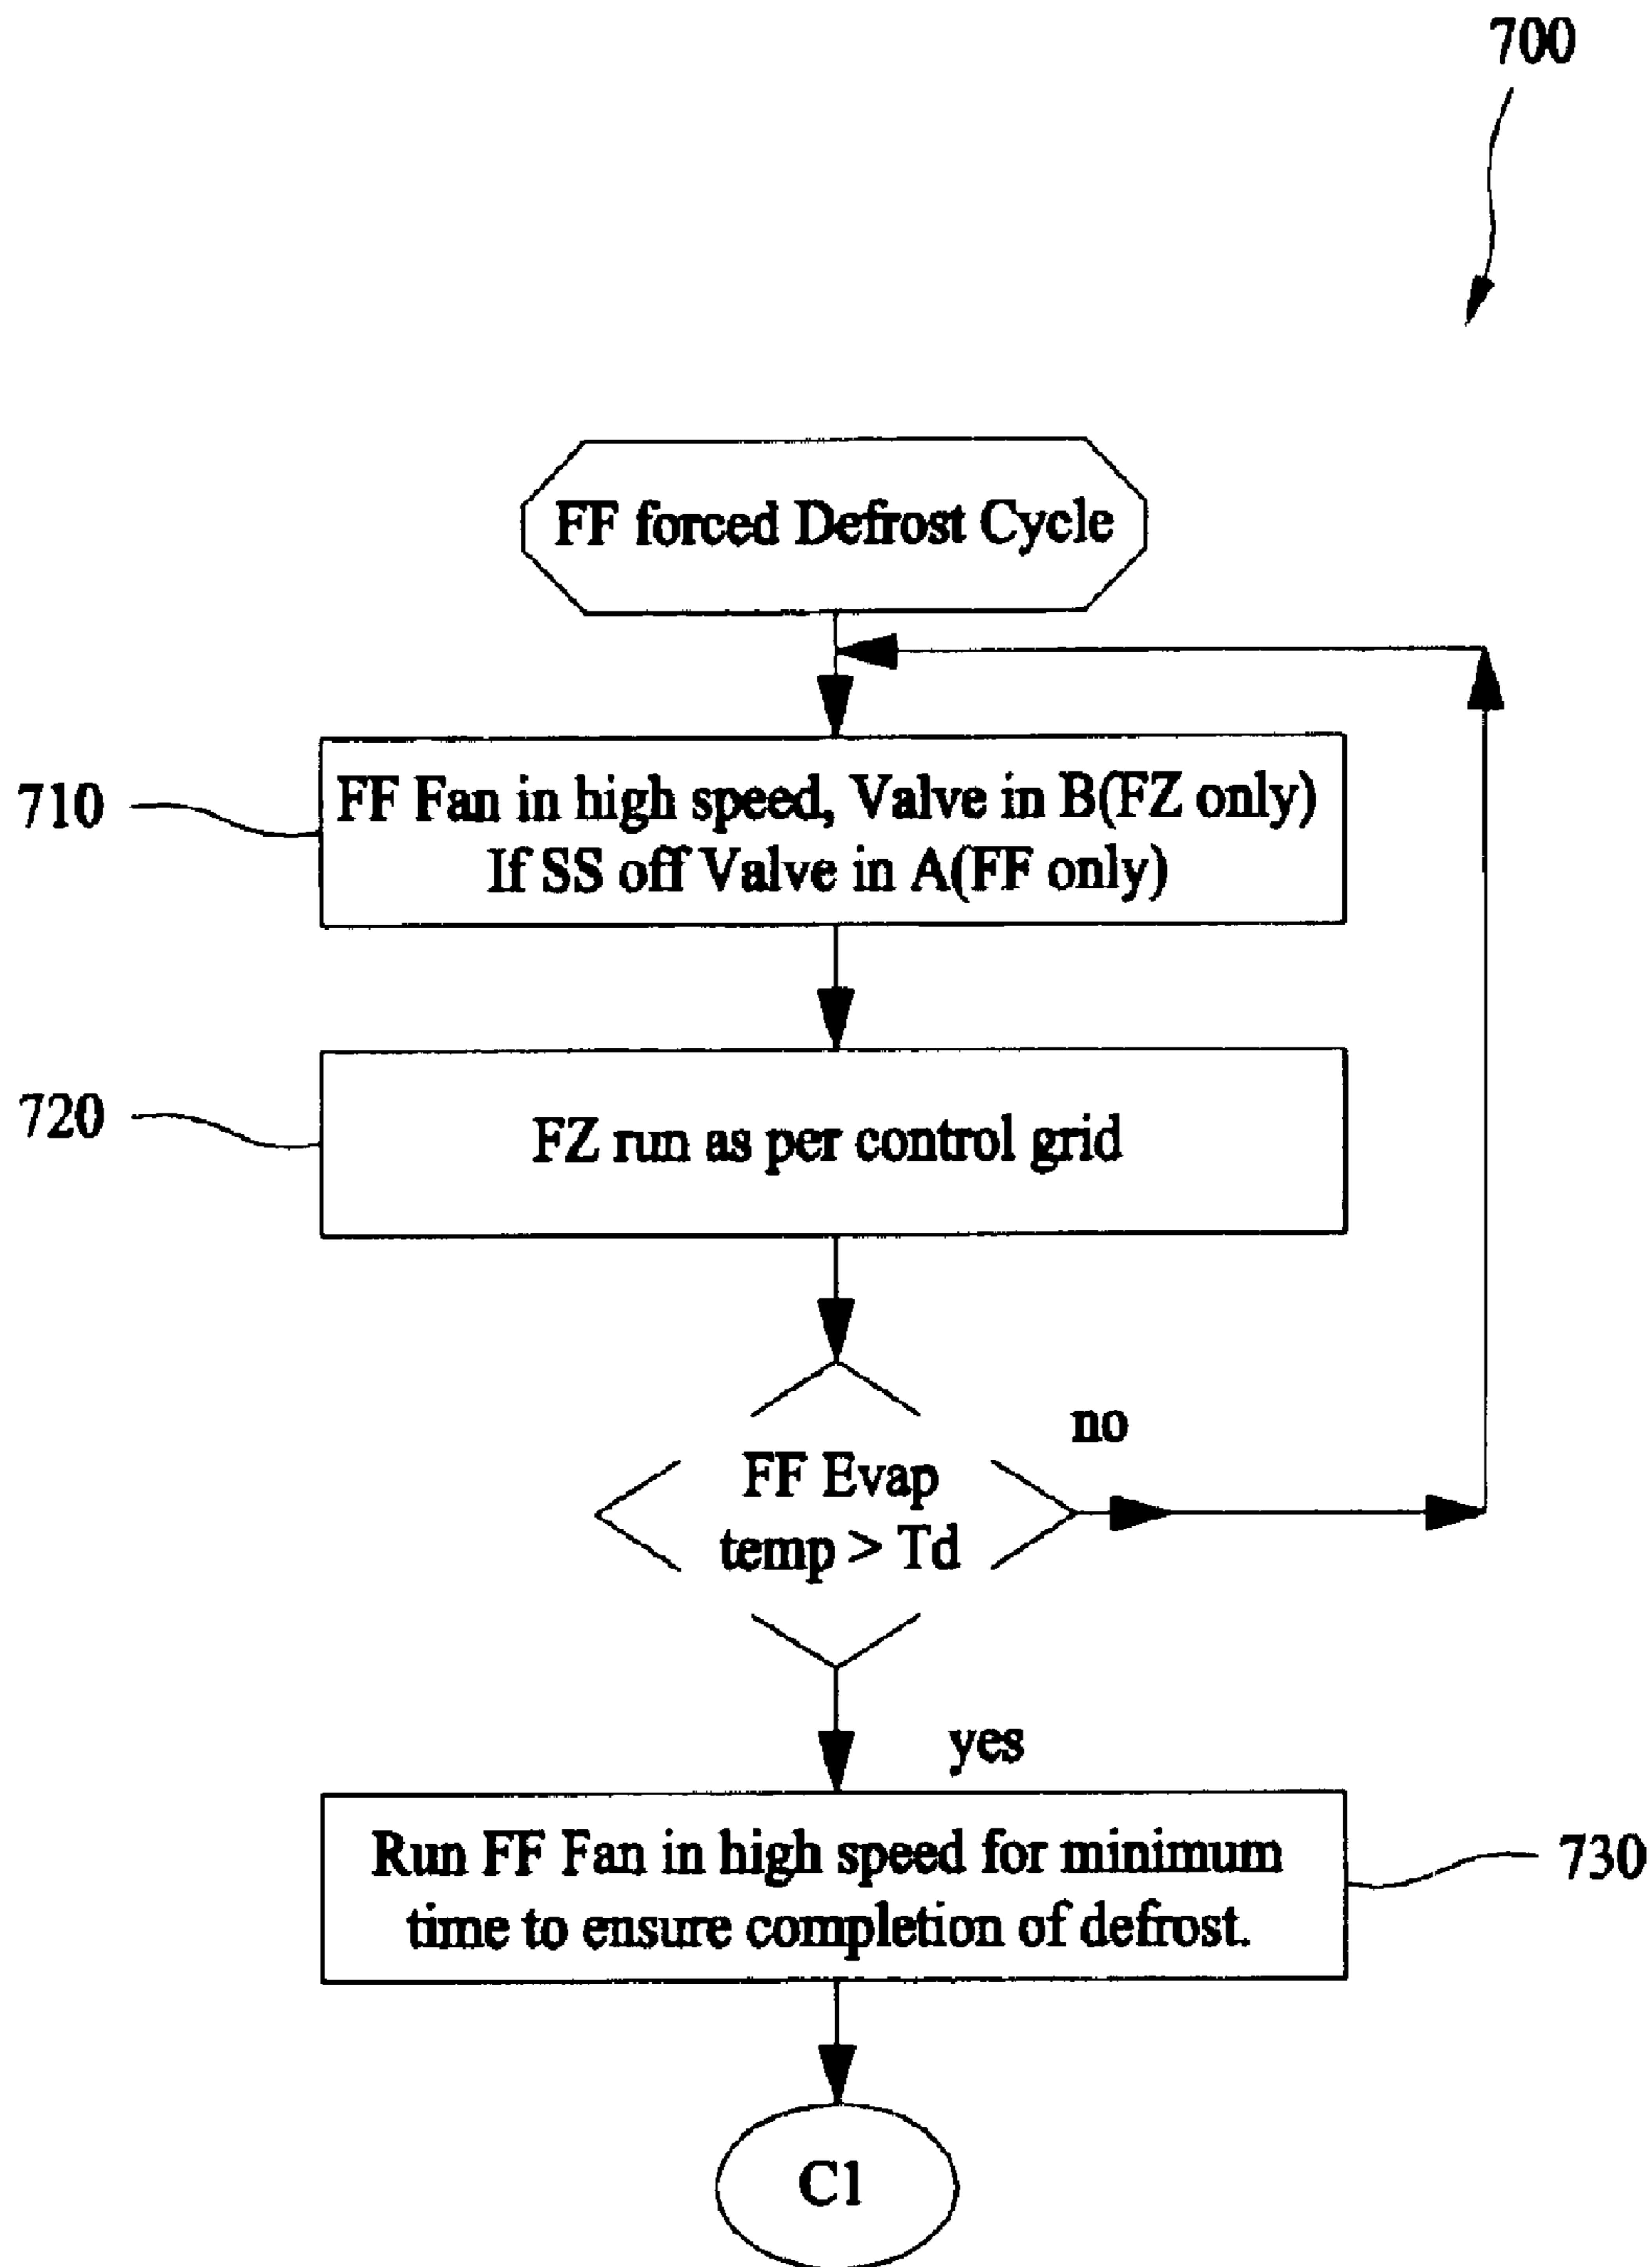 700
FF forced Defrost Cycle
710
FF Fan in high speed, Valve in B(FZ only)
If SS off Valve in A(FF only)
720
FZ run as per control grid
no
FF Evap
temp > Td
yes
Run FF Fan in high speed for minimum
time to ensure completion of defrost.
730
C1